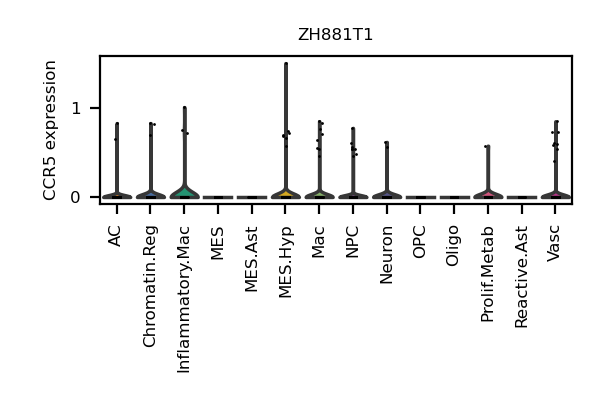 ZH881T1
CCR5 expression
1
0
AC
Chromatin.Reg
Inflammatory.Mac
MES
MES.Ast
MES.Hyp
Mac
NPC
Neuron
OPC
Oligo
Prolif.Metab
Reactive.Ast
Vasc